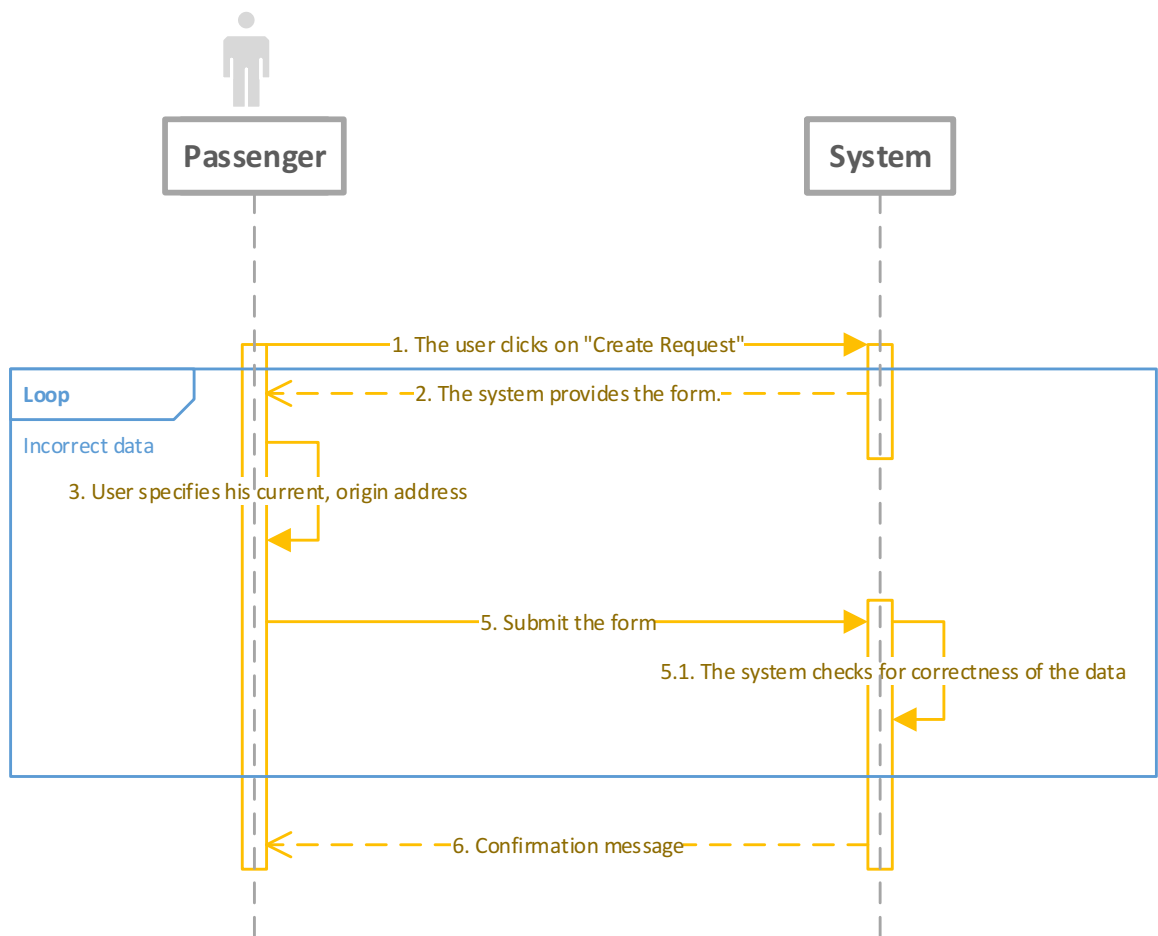 Passenger
System
1. The user clicks on "Create Request"
Loop
2. The system provides the form.
Incorrect data
3. User specifies his current, origin address
5. Submit the form
5.1. The system checks for correctness of the data
6. Confirmation message